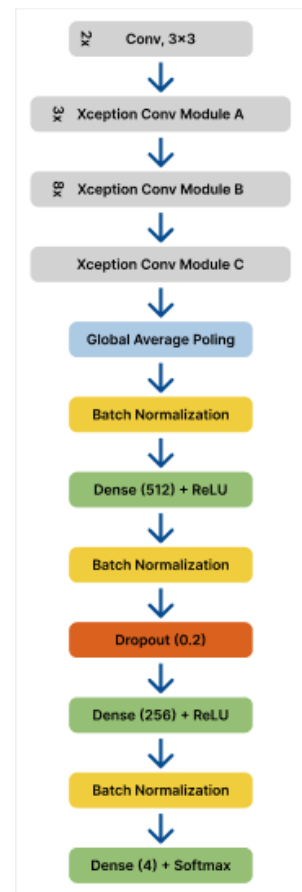 2x Conv, 3×3
3x Xception Conv Module A
8x Xception Conv Module B
Xception Conv Module C
Global Average Poling
Batch Normalization
Dense (512) + ReLU
Batch Normalization
Dropout (0.2)
Dense (256) + ReLU
Batch Normalization
Dense (4) + Softmax